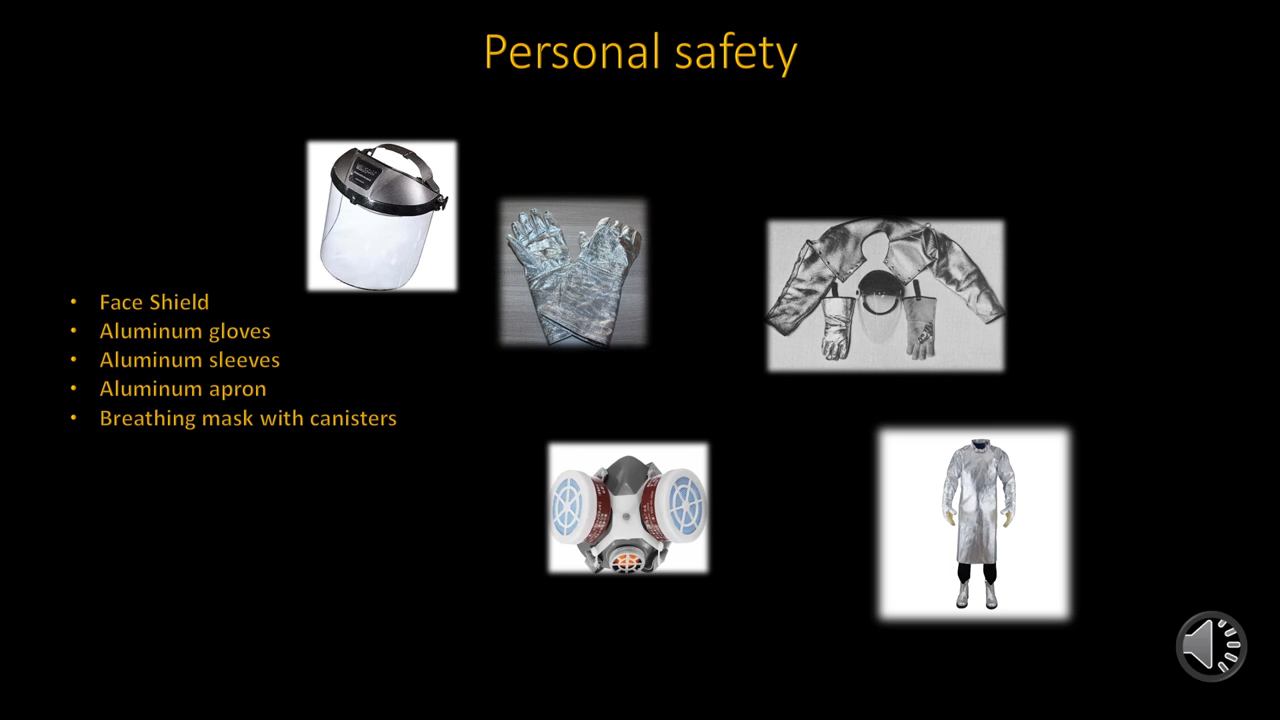 Personal safety
• Face Shield
• Aluminum gloves
• Aluminum sleeves
• Aluminum apron
• Breathing mask with canisters